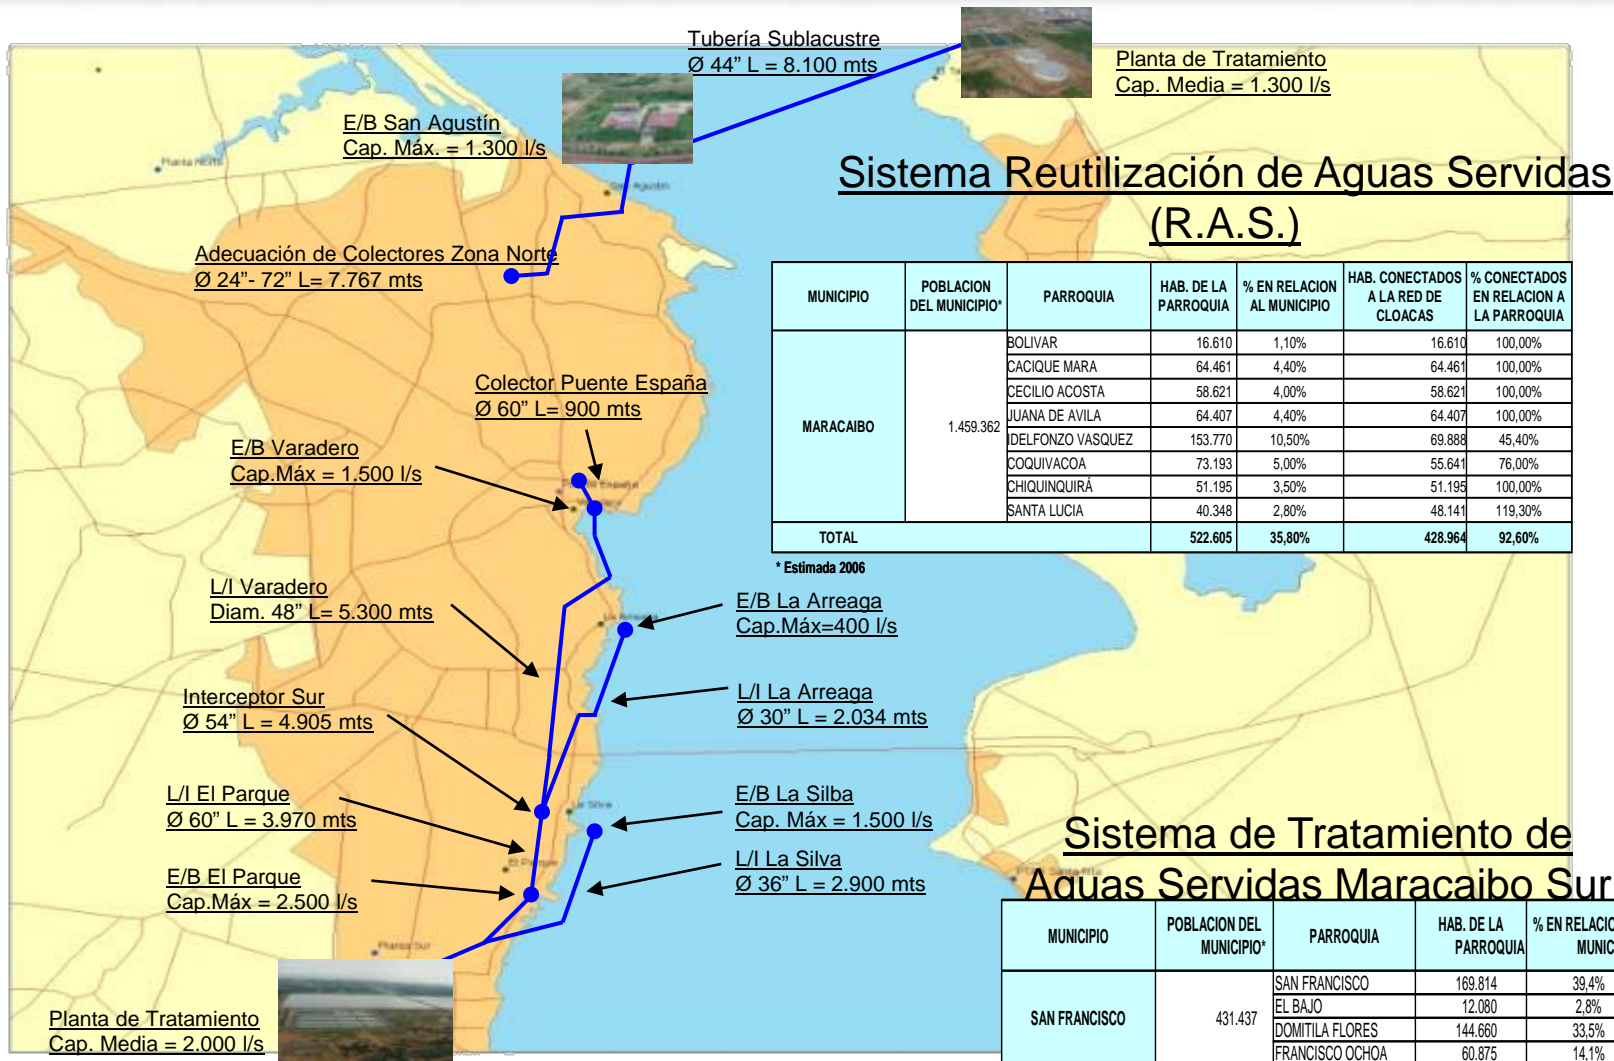 Tubería Sublacustre
Ø 44” L = 8.100 mts
Planta de Tratamiento
Cap. Media = 1.300 l/s
E/B San Agustín
Cap. Máx. = 1.300 l/s
Planta Norte
San Agustín
Sistema Reutilización de Aguas Servidas
(R.A.S.)
Adecuación de Colectores Zona Norte
Ø 24”- 72” L= 7.767 mts
MUNICIPIO POBLACION DEL MUNICIPIO* PARROQUIA HAB. DE LA PARROQUIA % EN RELACION AL MUNICIPIO HAB. CONECTADOS A LA RED DE CLOACAS % CONECTADOS EN RELACION A LA PARROQUIA
MARACAIBO 1.459.362
BOLIVAR 16.610 1,10% 16.610 100,00%
CACIQUE MARA 64.461 4,40% 64.461 100,00%
CECILIO ACOSTA 58.621 4,00% 58.621 100,00%
JUANA DE AVILA 64.407 4,40% 64.407 100,00%
IDELFONZO VASQUEZ 153.770 10,50% 69.888 45,40%
COQUIVACOA 73.193 5,00% 55.641 76,00%
CHIQUINQUIRÁ 51.195 3,50% 51.195 100,00%
SANTA LUCIA 40.348 2,80% 48.141 119,30%
TOTAL 522.605 35,80% 428.964 92,60%
* Estimada 2006
Colector Puente España
Ø 60” L= 900 mts
E/B Varadero
Cap.Máx = 1.500 l/s
L/I Varadero
Diam. 48” L= 5.300 mts
E/B La Arreaga
Cap.Máx=400 l/s
Interceptor Sur
Ø 54” L = 4.905 mts
L/I La Arreaga
Ø 30” L = 2.034 mts
L/I El Parque
Ø 60” L = 3.970 mts
La Silva
E/B La Silba
Cap. Máx = 1.500 l/s
El Parque
E/B El Parque
Cap.Máx = 2.500 l/s
L/I La Silva
Ø 36” L = 2.900 mts
Planta Sur
Planta de Tratamiento
Cap. Media = 2.000 l/s
Sistema de Tratamiento de
Aguas Servidas Maracaibo Sur
MUNICIPIO POBLACION DEL MUNICIPIO* PARROQUIA HAB. DE LA PARROQUIA % EN
SAN FRANCISCO 431.437
SAN FRANCISCO 169.814 39,4%
EL BAJO 12.080 2,8%
DOMITILA FLORES 144.660 33,5%
FRANCISCO OCHOA 60.875 14,1%